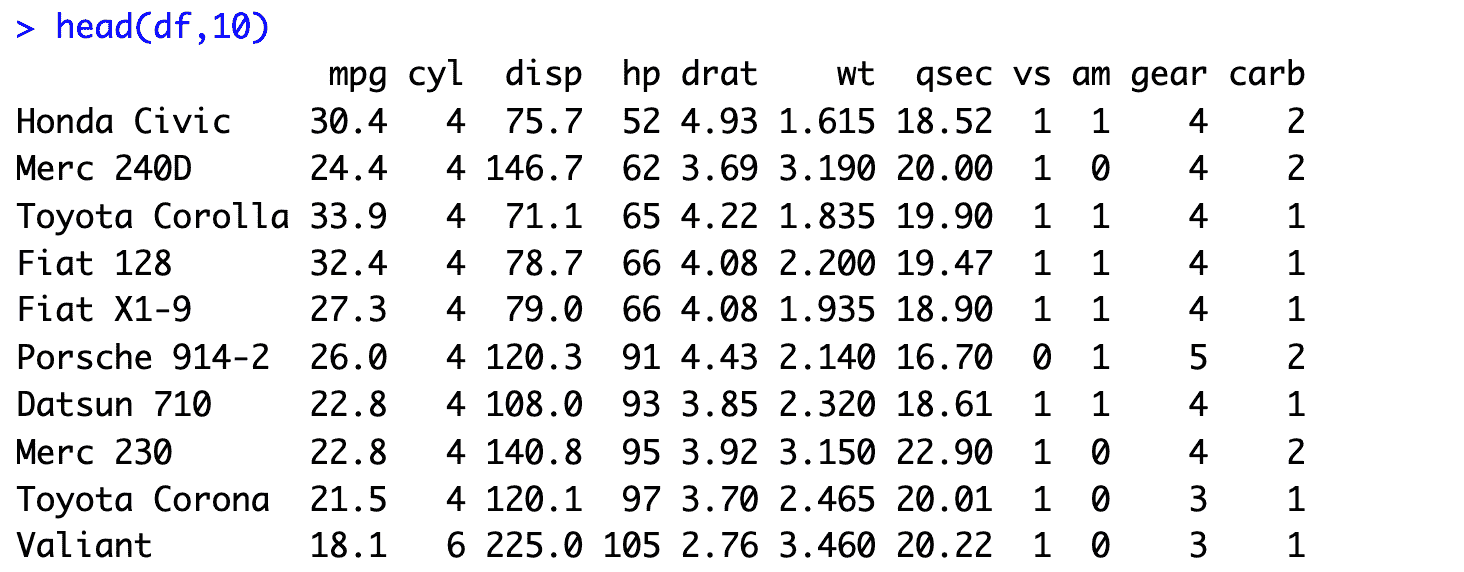 > head(df,10)
mpg cyl disp hp drat wt qsec vs am gear carb
Honda Civic 30.4 4 75.7 52 4.93 1.615 18.52 1 1 4 2
Merc 240D 24.4 4 146.7 62 3.69 3.190 20.00 1 0 4 2
Toyota Corolla 33.9 4 71.1 65 4.22 1.835 19.90 1 1 4 1
Fiat 128 32.4 4 78.7 66 4.08 2.200 19.47 1 1 4 1
Fiat X1-9 27.3 4 79.0 66 4.08 1.935 18.90 1 1 4 1
Porsche 914-2 26.0 4 120.3 91 4.43 2.140 16.70 0 1 5 2
Datsun 710 22.8 4 108.0 93 3.85 2.320 18.61 1 1 4 1
Merc 230 22.8 4 140.8 95 3.92 3.150 22.90 1 0 4 2
Toyota Corona 21.5 4 120.1 97 3.70 2.465 20.01 1 0 3 1
Valiant 18.1 6 225.0 105 2.76 3.460 20.22 1 0 3 1